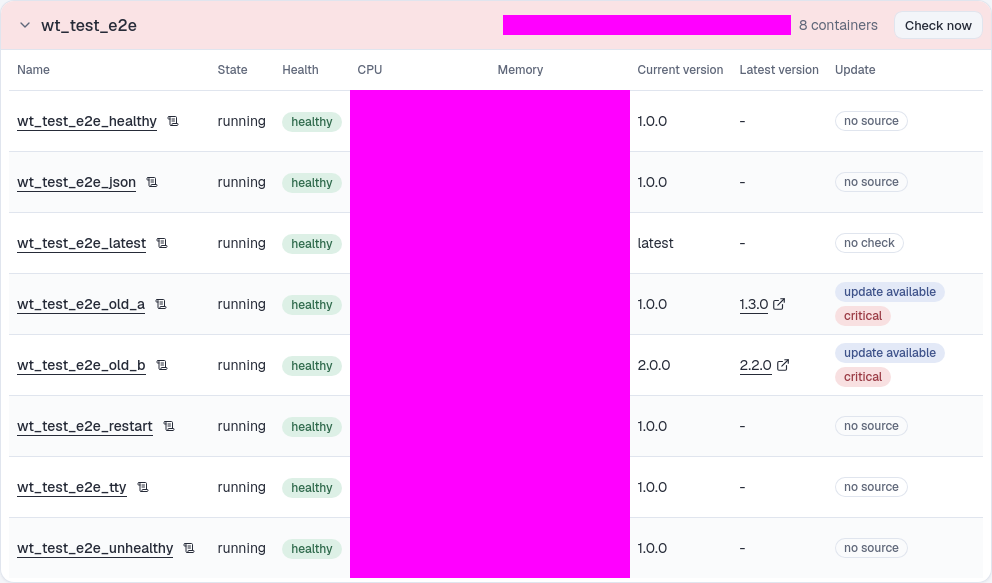 wt_test_e2e 8 containers Check now
Name State Health CPU Memory Current version Latest version Update
wt_test_e2e_healthy running healthy 1.0.0 - no source
wt_test_e2e_json running healthy 1.0.0 - no source
wt_test_e2e_latest running healthy latest - no check
wt_test_e2e_old_a running healthy 1.0.0 1.3.0 update available critical
wt_test_e2e_old_b running healthy 2.0.0 2.2.0 update available critical
wt_test_e2e_restart running healthy 1.0.0 - no source
wt_test_e2e_tty running healthy 1.0.0 - no source
wt_test_e2e_unhealthy running healthy 1.0.0 - no source